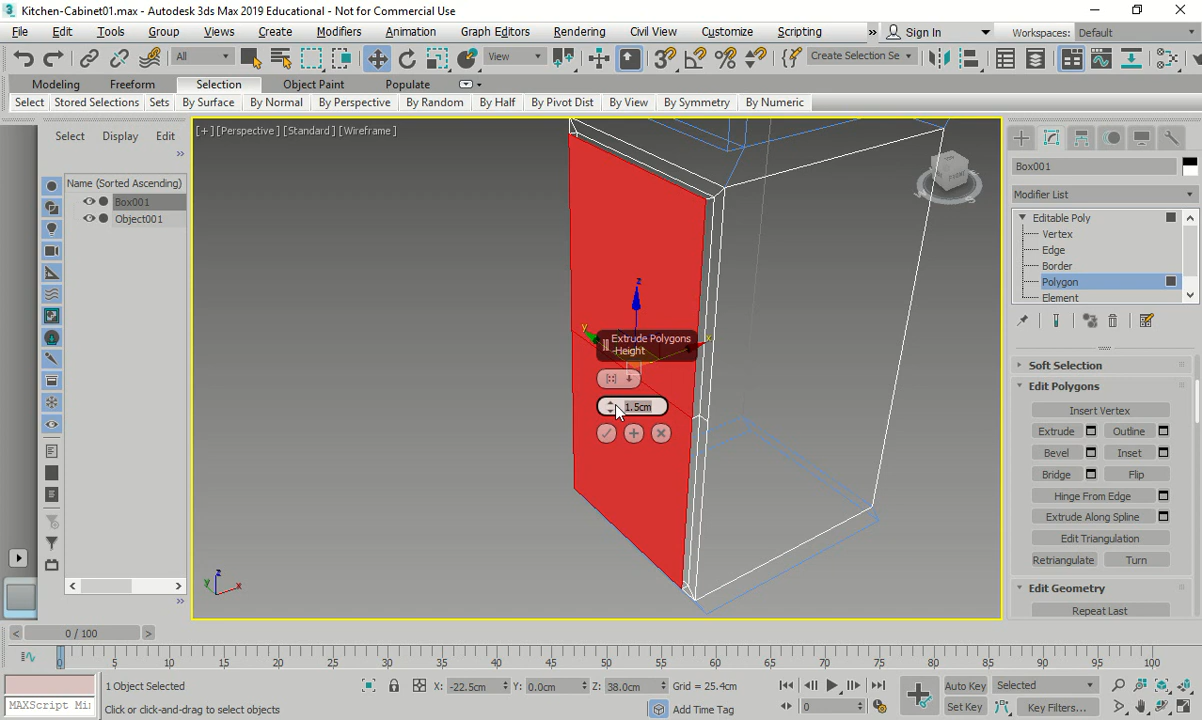 Kitchen-Cabinet01.max - Autodesk 3ds Max 2019 Educational - Not for Commercial Use
File Edit Tools Group Views Create Modifiers Animation Graph Editors Rendering Civil View Customize Scripting » Sign In Workspaces: Default
All View Create Selection Se
Modeling Freeform Selection Object Paint Populate
Select Stored Selections Sets By Surface By Normal By Perspective By Random By Half By Pivot Dist By View By Symmetry By Numeric
Select Display Edit
Name (Sorted Ascending)
Box001
Object001
[+] [Perspective] [Standard] [Wireframe]
Extrude Polygons
-Height
1.5cm
x
y
z
x
y
z
Box001
Modifier List
Editable Poly
Vertex
Edge
Border
Polygon
Element
Soft Selection
Edit Polygons
Insert Vertex
Extrude Outline
Bevel Inset
Bridge Flip
Hinge From Edge
Extrude Along Spline
Edit Triangulation
Retriangulate Turn
Edit Geometry
Repeat Last
< 0 / 100 >
0 5 10 15 20 25 30 35 40 45 50 55 60 65 70 75 80 85 90 95 100
1 Object Selected X: -22.5cm Y: 0.0cm Z: 38.0cm Grid = 25.4cm Auto Key Selected
MAXScript Mi Click or click-and-drag to select objects Add Time Tag 0 Set Key Key Filters...